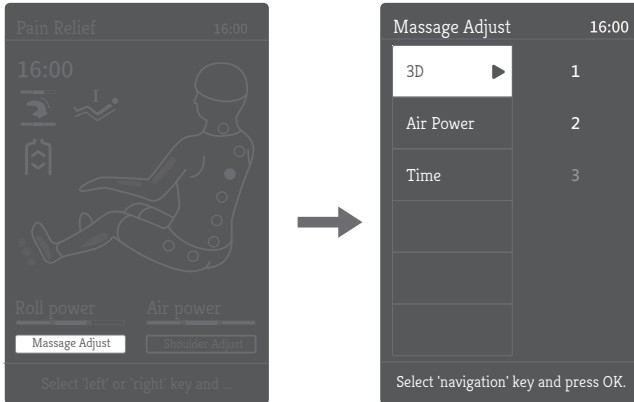 Pain Relief 16:00
16:00
I
Roll power Air power
Massage Adjust Shoulder Adjust
Select 'left' or 'right' key and ...
Massage Adjust 16:00
3D 1
Air Power 2
Time 3
Select 'navigation' key and press OK.